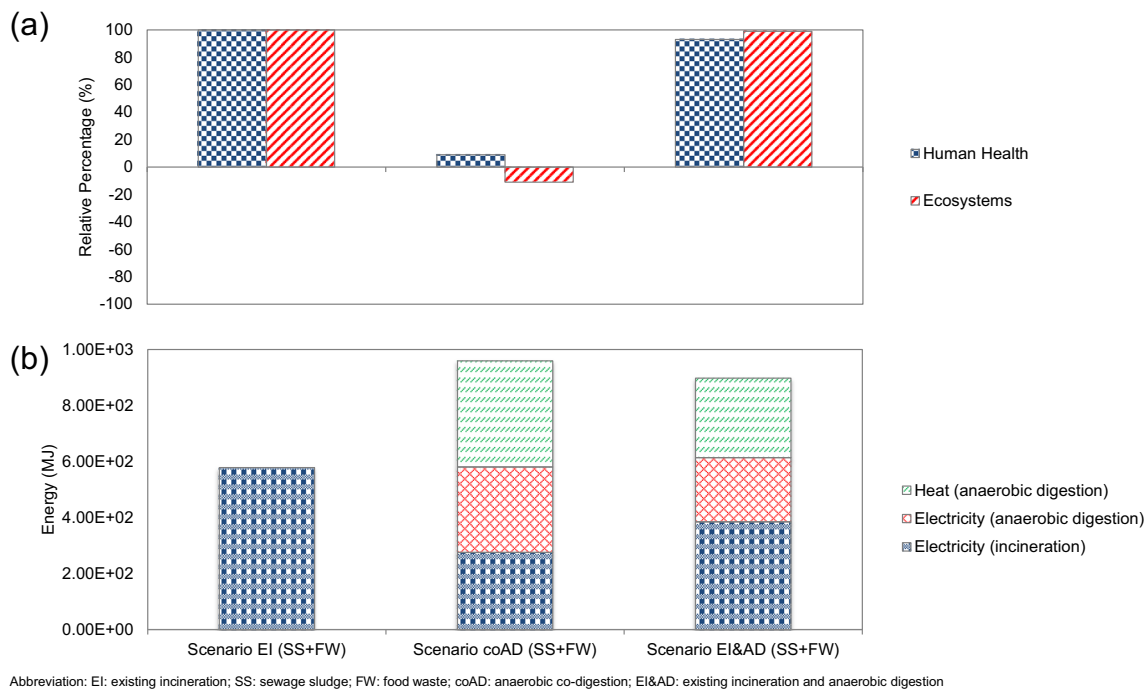 (a)
100
80
60
40
20
0
-20
-40
-60
-80
-100
Relative Percentage (%)
Human Health
Ecosystems
(b)
1.00E+03
8.00E+02
6.00E+02
4.00E+02
2.00E+02
0.00E+00
Energy (MJ)
Heat (anaerobic digestion)
Electricity (anaerobic digestion)
Electricity (incineration)
Scenario EI (SS+FW)
Scenario coAD (SS+FW)
Scenario EI&AD (SS+FW)
Abbreviation: EI: existing incineration; SS: sewage sludge; FW: food waste; coAD: anaerobic co-digestion; EI&AD: existing incineration and anaerobic digestion